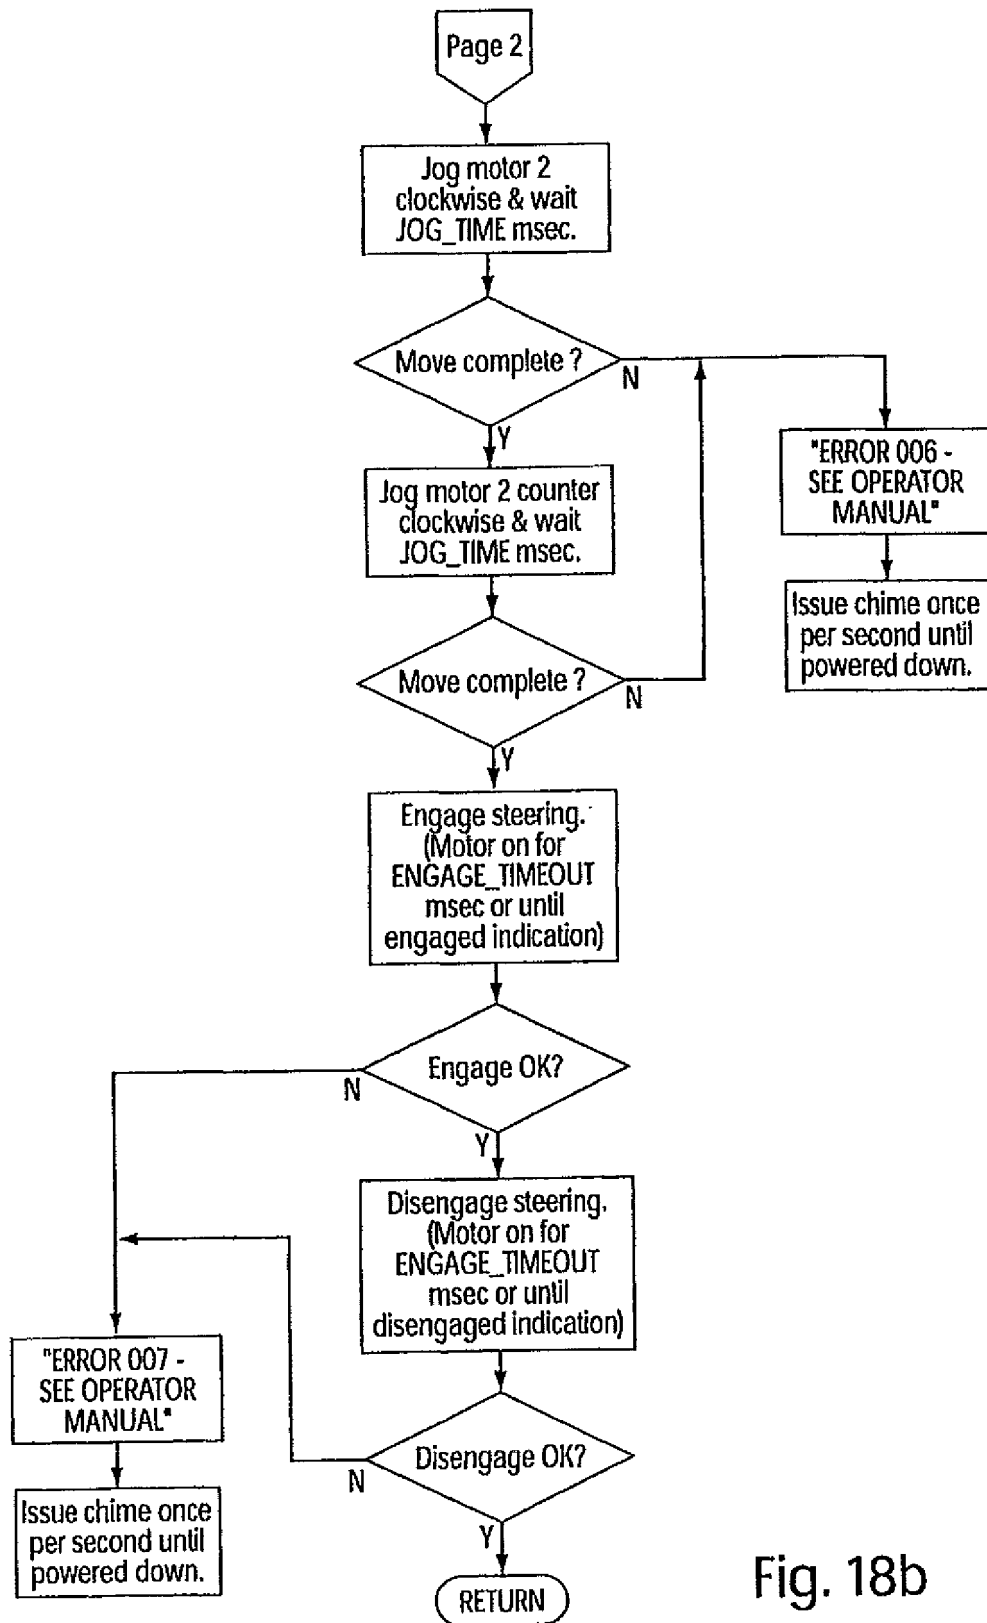 Page 2
Jog motor 2
clockwise & wait
JOG_TIME msec.
Move complete ?
N
Y
"ERROR 006 -
SEE OPERATOR
MANUAL"
Jog motor 2 counter
clockwise & wait
JOG_TIME msec.
Issue chime once
per second until
powered down.
Move complete ?
N
Y
Engage steering.
(Motor on for
ENGAGE_TIMEOUT
msec or until
engaged indication)
Engage OK?
N
Y
Disengage steering.
(Motor on for
ENGAGE_TIMEOUT
msec or until
disengaged indication)
"ERROR 007 -
SEE OPERATOR
MANUAL"
Disengage OK?
N
Y
Issue chime once
per second until
powered down.
RETURN
Fig. 18b